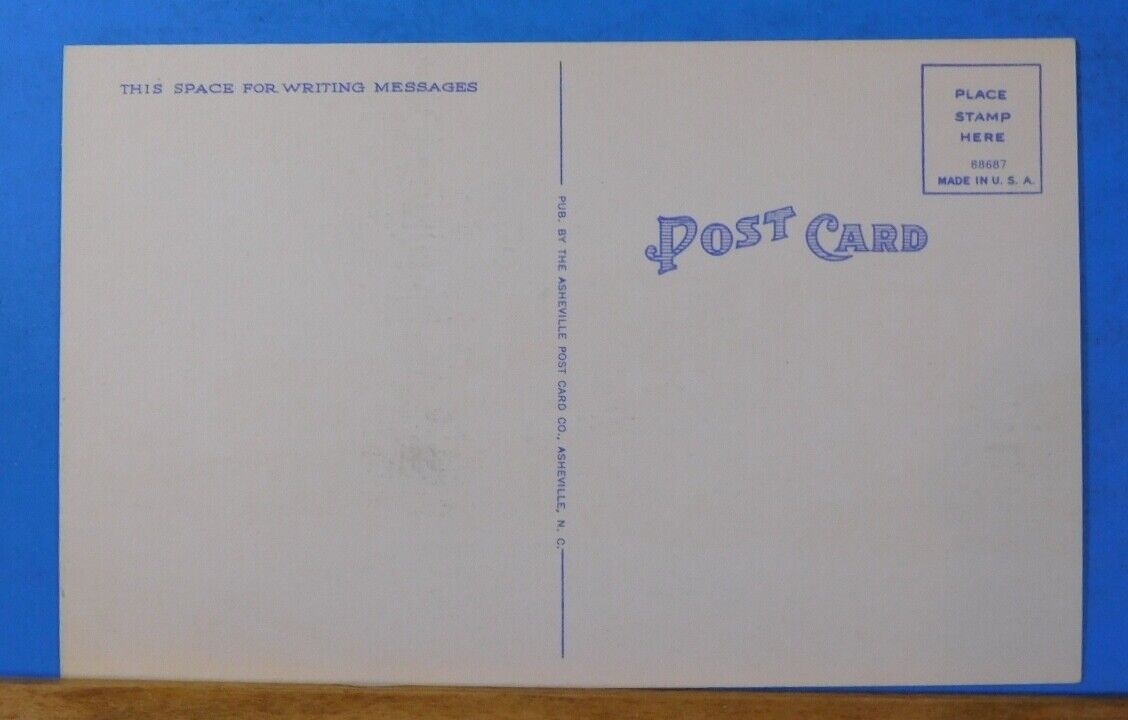 THIS SPACE FOR WRITING MESSAGES
PUB. BY THE ASHEVILLE POST CARD CO., ASHEVILLE, N. C.
PLACE
STAMP
HERE
68687
MADE IN U. S. A.
POST CARD